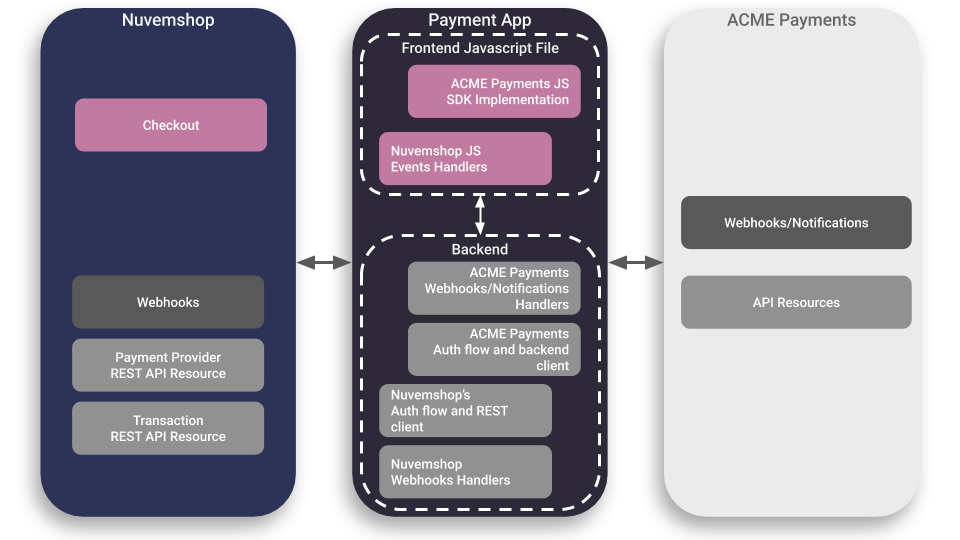 Nuvemshop
Checkout
Webhooks
Payment Provider
REST API Resource
Transaction
REST API Resource
Payment App
Frontend Javascript File
ACME Payments JS
SDK Implementation
Nuvemshop JS
Events Handlers
Backend
ACME Payments
Webhooks/Notifications
Handlers
ACME Payments
Auth flow and backend
client
Nuvemshop's
Auth flow and REST
client
Nuvemshop
Webhooks Handlers
ACME Payments
Webhooks/Notifications
API Resources